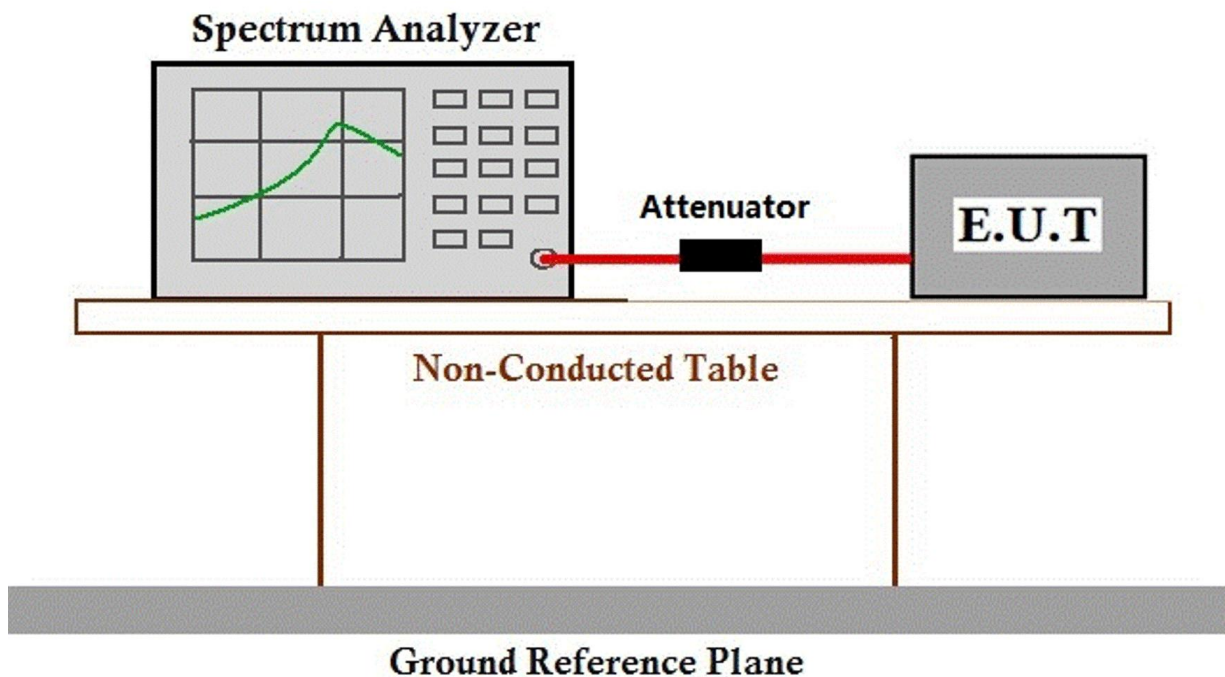 Spectrum Analyzer
Attenuator
E.U.T
Non-Conducted Table
Ground Reference Plane